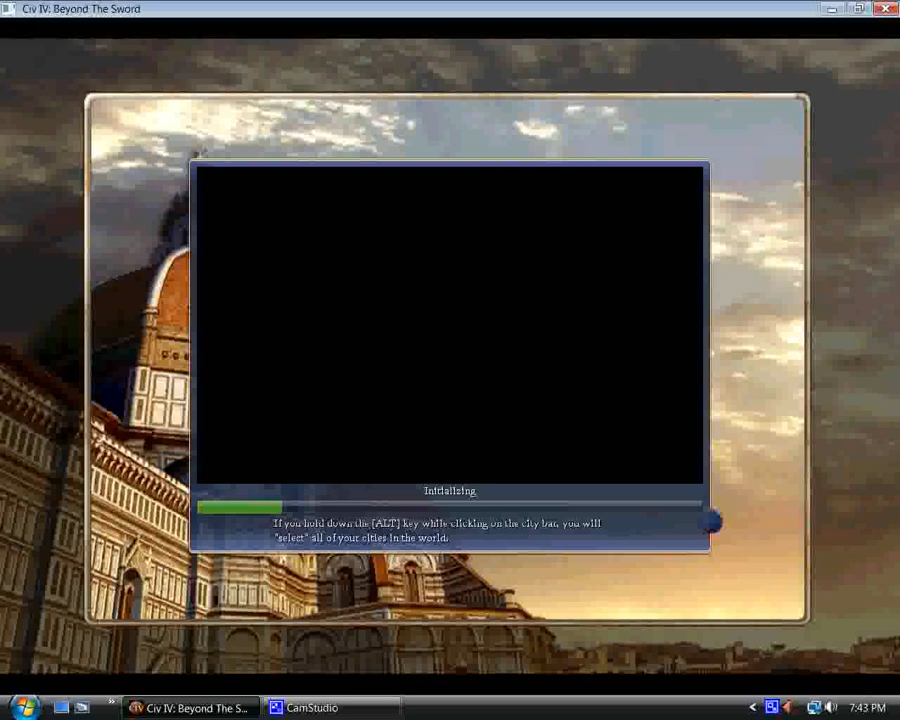 Civ IV: Beyond The Sword
Initializing
If you hold down the [ALT] key while clicking on the city bar, you will
"select" all of your cities in the world.
Civ IV: Beyond The S...
CamStudio
7:43 PM